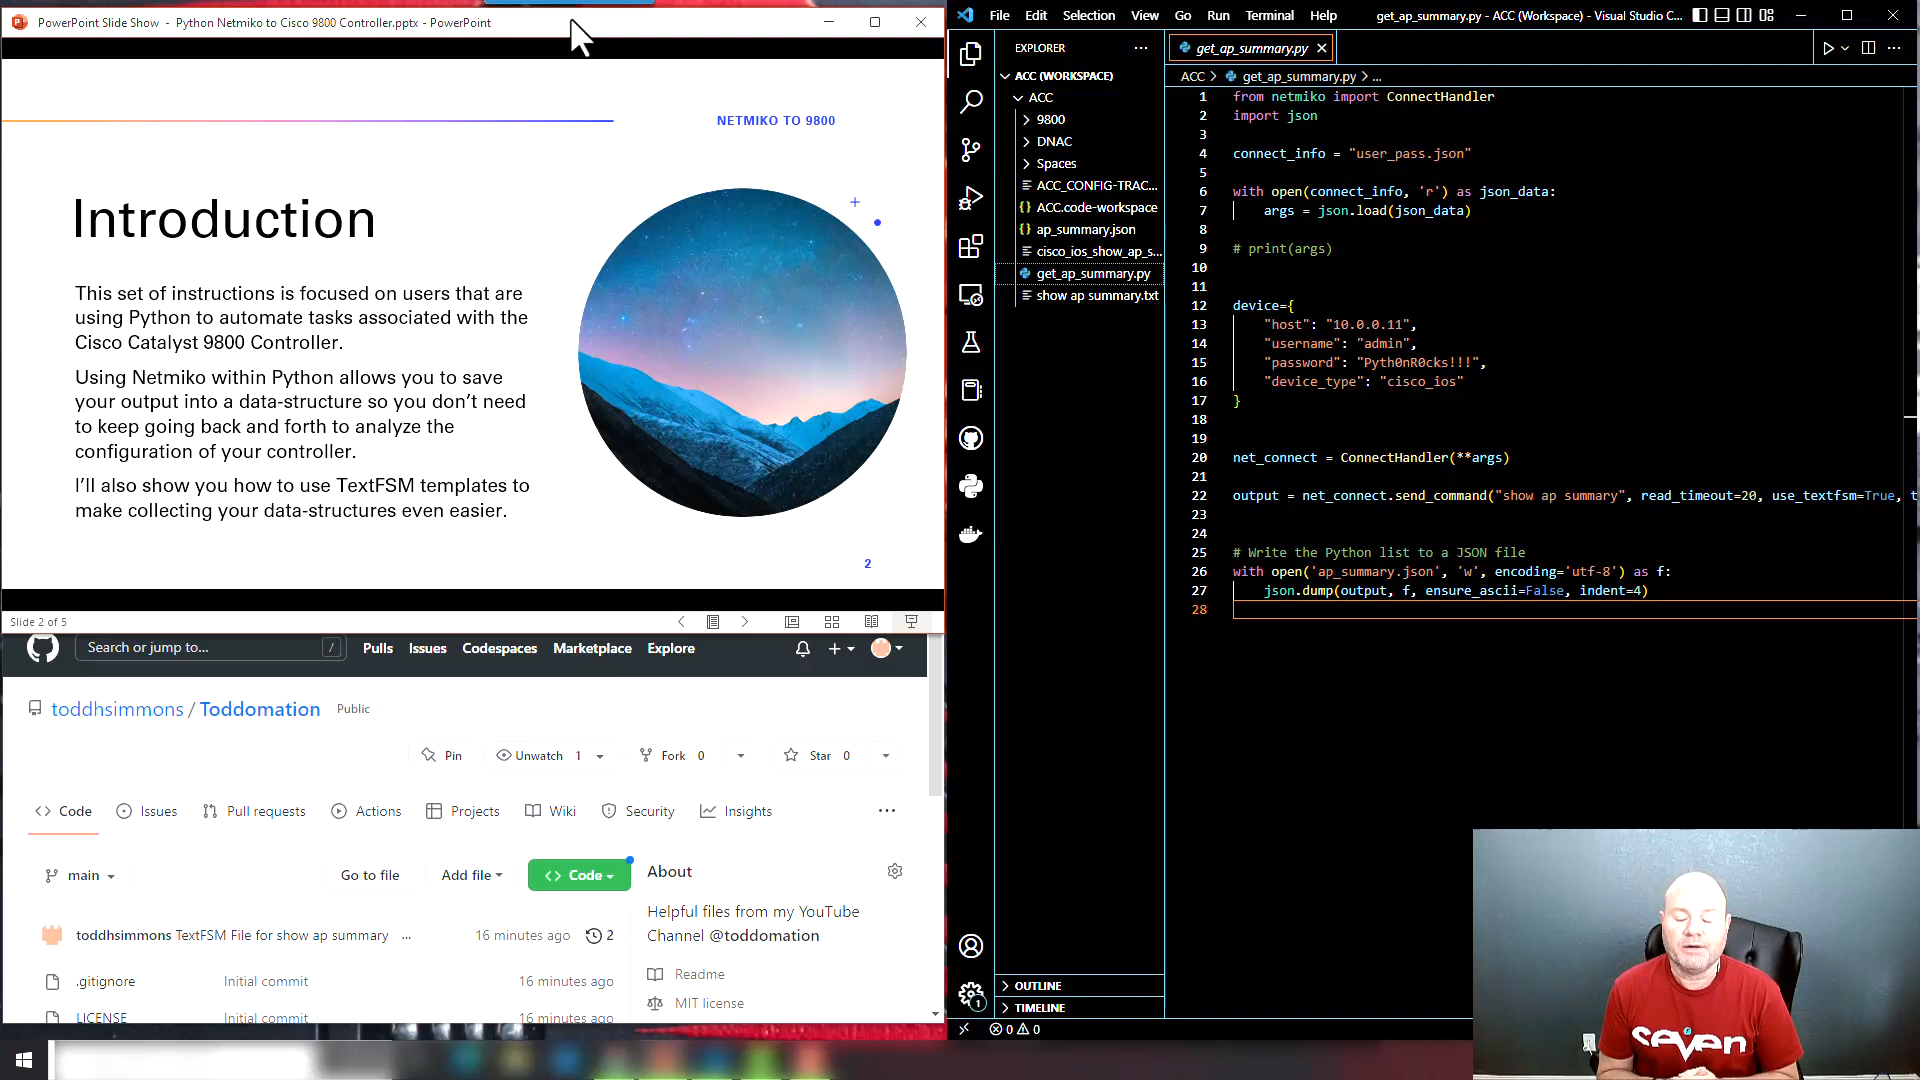 PowerPoint Slide Show - Python Netmiko to Cisco 9800 Controller.pptx - PowerPoint
NETMIKO TO 9800
Introduction
This set of instructions is focused on users that are
using Python to automate tasks associated with the
Cisco Catalyst 9800 Controller.
Using Netmiko within Python allows you to save
your output into a data-structure so you don’t need
to keep going back and forth to analyze the
configuration of your controller.
I’ll also show you how to use TextFSM templates to
make collecting your data-structures even easier.
2
Slide 2 of 5
Search or jump to... /
Pulls Issues Codespaces Marketplace Explore
toddhsimmons / Toddomation Public
Pin Unwatch 1 Fork 0 Star 0
Code Issues Pull requests Actions Projects Wiki Security Insights
main Go to file Add file Code
About
Helpful files from my YouTube
Channel @toddomation
toddhsimmons TextFSM File for show ap summary ... 16 minutes ago 2
Readme
.gitignore Initial commit 16 minutes ago
MIT license
LICENSE Initial commit 16 minutes ago
File Edit Selection View Go Run Terminal Help
get_ap_summary.py - ACC (Workspace) - Visual Studio C...
EXPLORER
ACC (WORKSPACE)
ACC
9800
DNAC
Spaces
ACC_CONFIG-TRAC...
ACC.code-workspace
ap_summary.json
cisco_ios_show_ap_s...
get_ap_summary.py
show ap summary.txt
OUTLINE
TIMELINE
1
0 0
get_ap_summary.py
ACC > get_ap_summary.py > ...
1 from netmiko import ConnectHandler
2 import json
3
4 connect_info = "user_pass.json"
5
6 with open(connect_info, 'r') as json_data:
7 args = json.load(json_data)
8
9 # print(args)
10
11
12 device={
13 "host": "10.0.0.11",
14 "username": "admin",
15 "password": "Pyth0nR0cks!!!",
16 "device_type": "cisco_ios"
17 }
18
19
20 net_connect = ConnectHandler(**args)
21
22 output = net_connect.send_command("show ap summary", read_timeout=20, use_textfsm=True, t
23
24
25 # Write the Python list to a JSON file
26 with open('ap_summary.json', 'w', encoding='utf-8') as f:
27 json.dump(output, f, ensure_ascii=False, indent=4)
28
seven